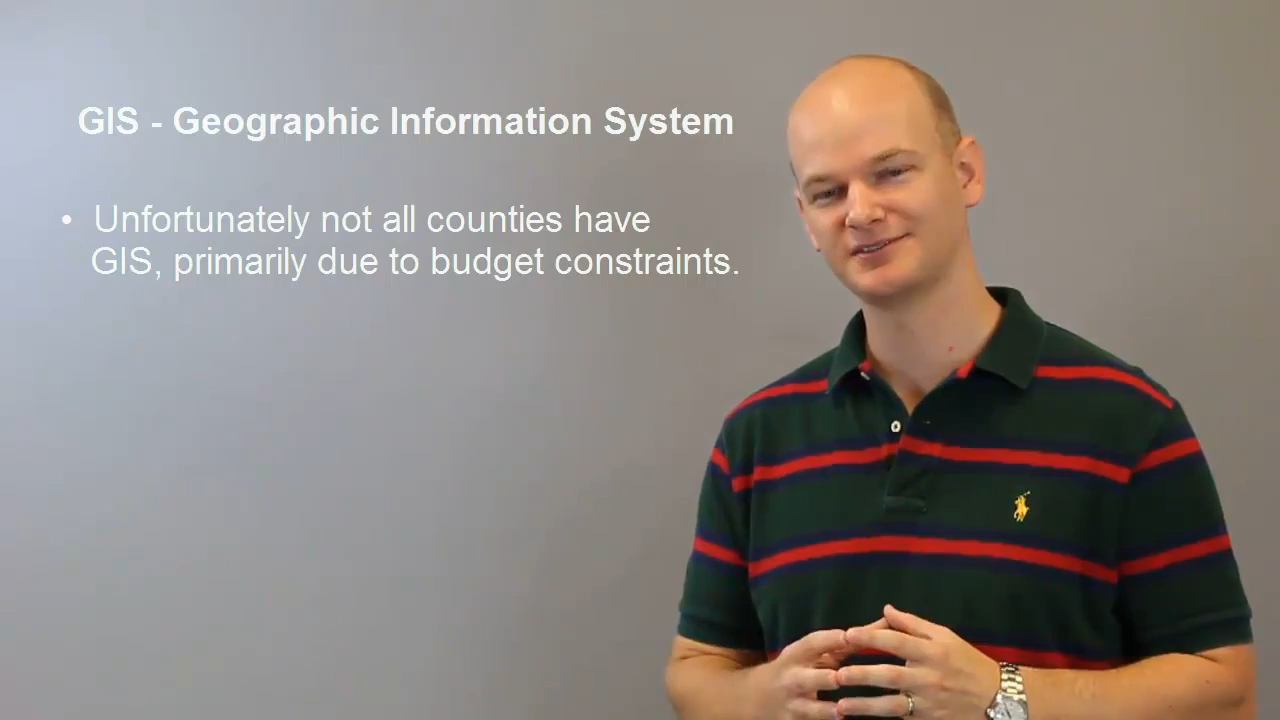 GIS - Geographic Information System
• Unfortunately not all counties have
GIS, primarily due to budget constraints.